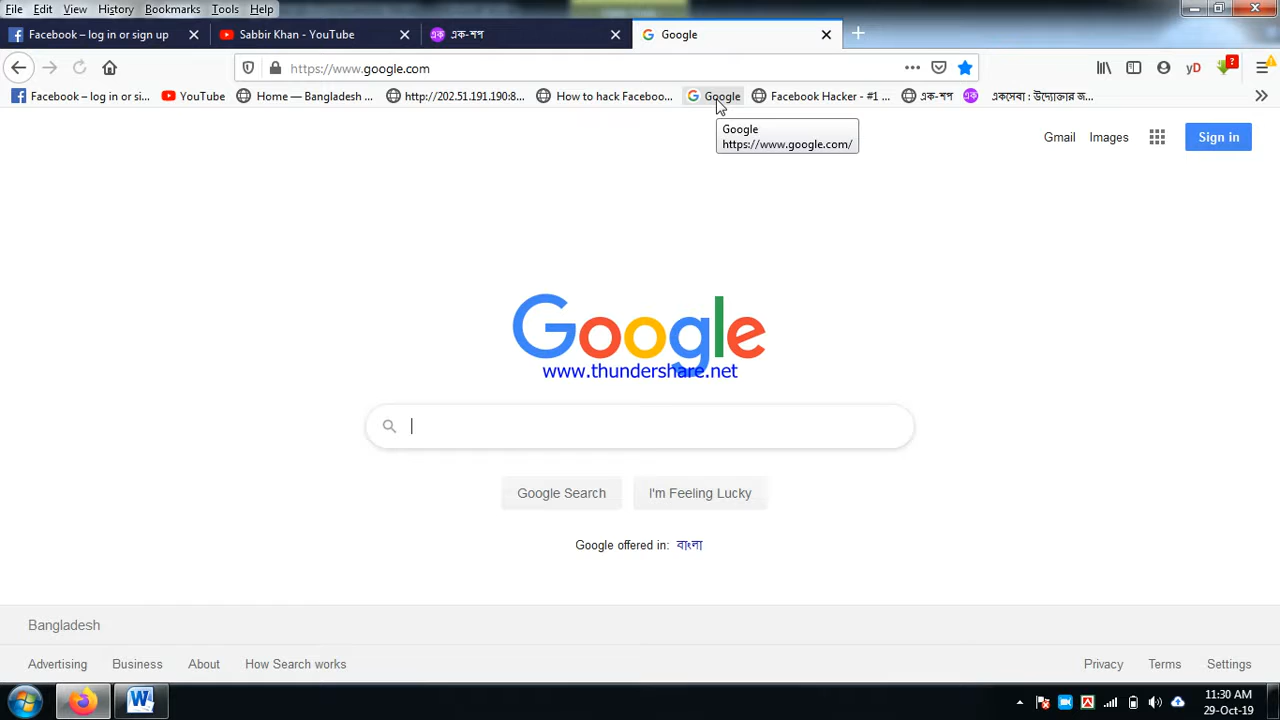 File Edit View History Bookmarks Tools Help
Facebook – log in or sign up
Sabbir Khan - YouTube
এক-শপ
Google
https://www.google.com
Facebook – log in or si...
YouTube
Home — Bangladesh ...
http://202.51.191.190:8...
How to hack Faceboo...
Google
Facebook Hacker - #1 ...
এক-শপ
এক
একসেবা : উদ্যোক্তার জ...
Google
https://www.google.com/
Gmail Images Sign in
Google
www.thundershare.net
Google Search I'm Feeling Lucky
Google offered in: বাংলা
Bangladesh
Advertising Business About How Search works Privacy Terms Settings
11:30 AM
29-Oct-19